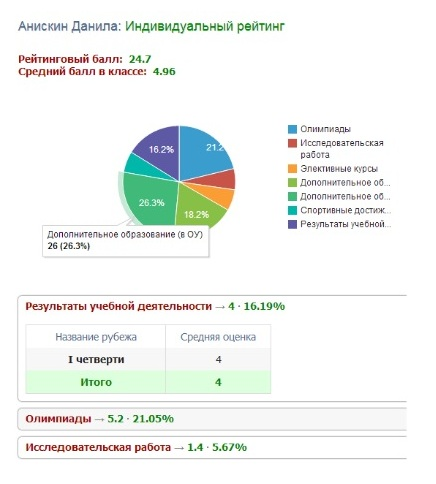 Анискин Данила: Индивидуальный рейтинг
Рейтинговый балл: 24.7
Средний балл в классе: 4.96
16.2%
21.2
26.3%
18.2%
Олимпиады
Исследовательская
работа
Элективные курсы
Дополнительное об...
Дополнительное об...
Спортивные достиж...
Результаты учебной...
Дополнительное образование (в ОУ)
26 (26.3%)
Результаты учебной деятельности → 4 · 16.19%
Название рубежа Средняя оценка
I четверти 4
Итого 4
Олимпиады → 5.2 · 21.05%
Исследовательская работа → 1.4 · 5.67%